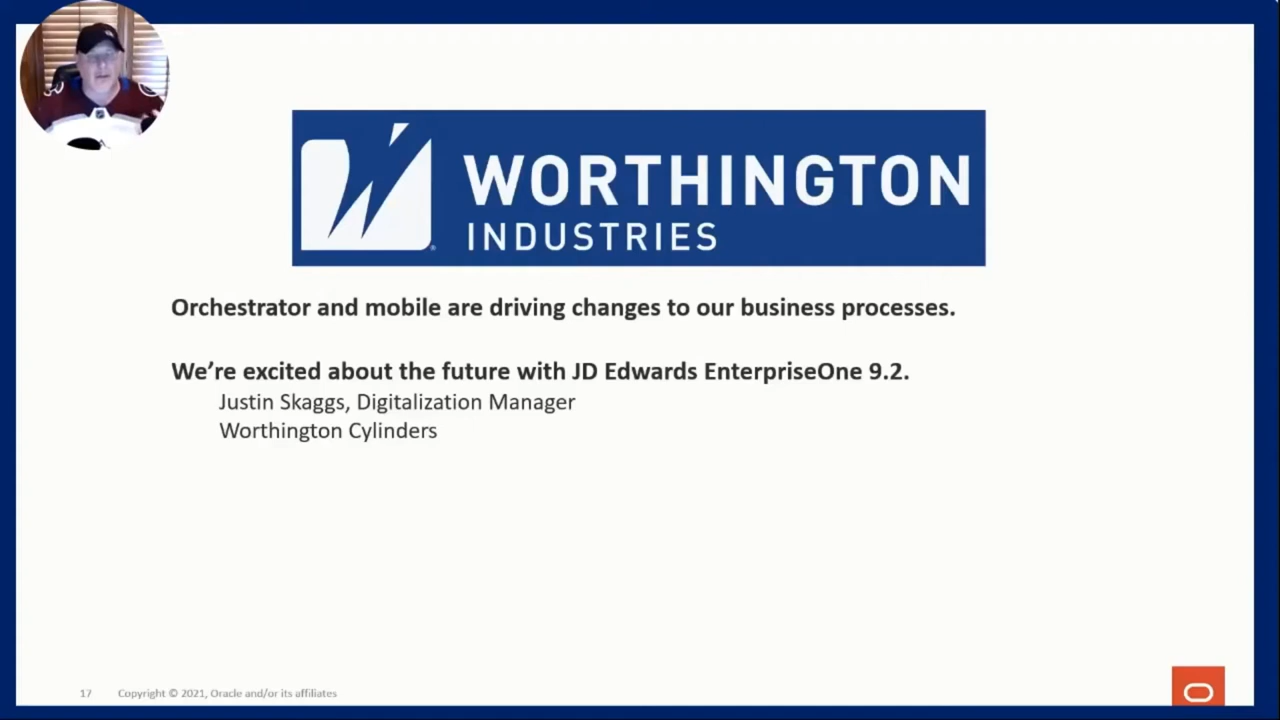 WORTHINGTON
INDUSTRIES
Orchestrator and mobile are driving changes to our business processes.
We're excited about the future with JD Edwards EnterpriseOne 9.2.
Justin Skaggs, Digitalization Manager
Worthington Cylinders
17 Copyright © 2021, Oracle and/or its affiliates